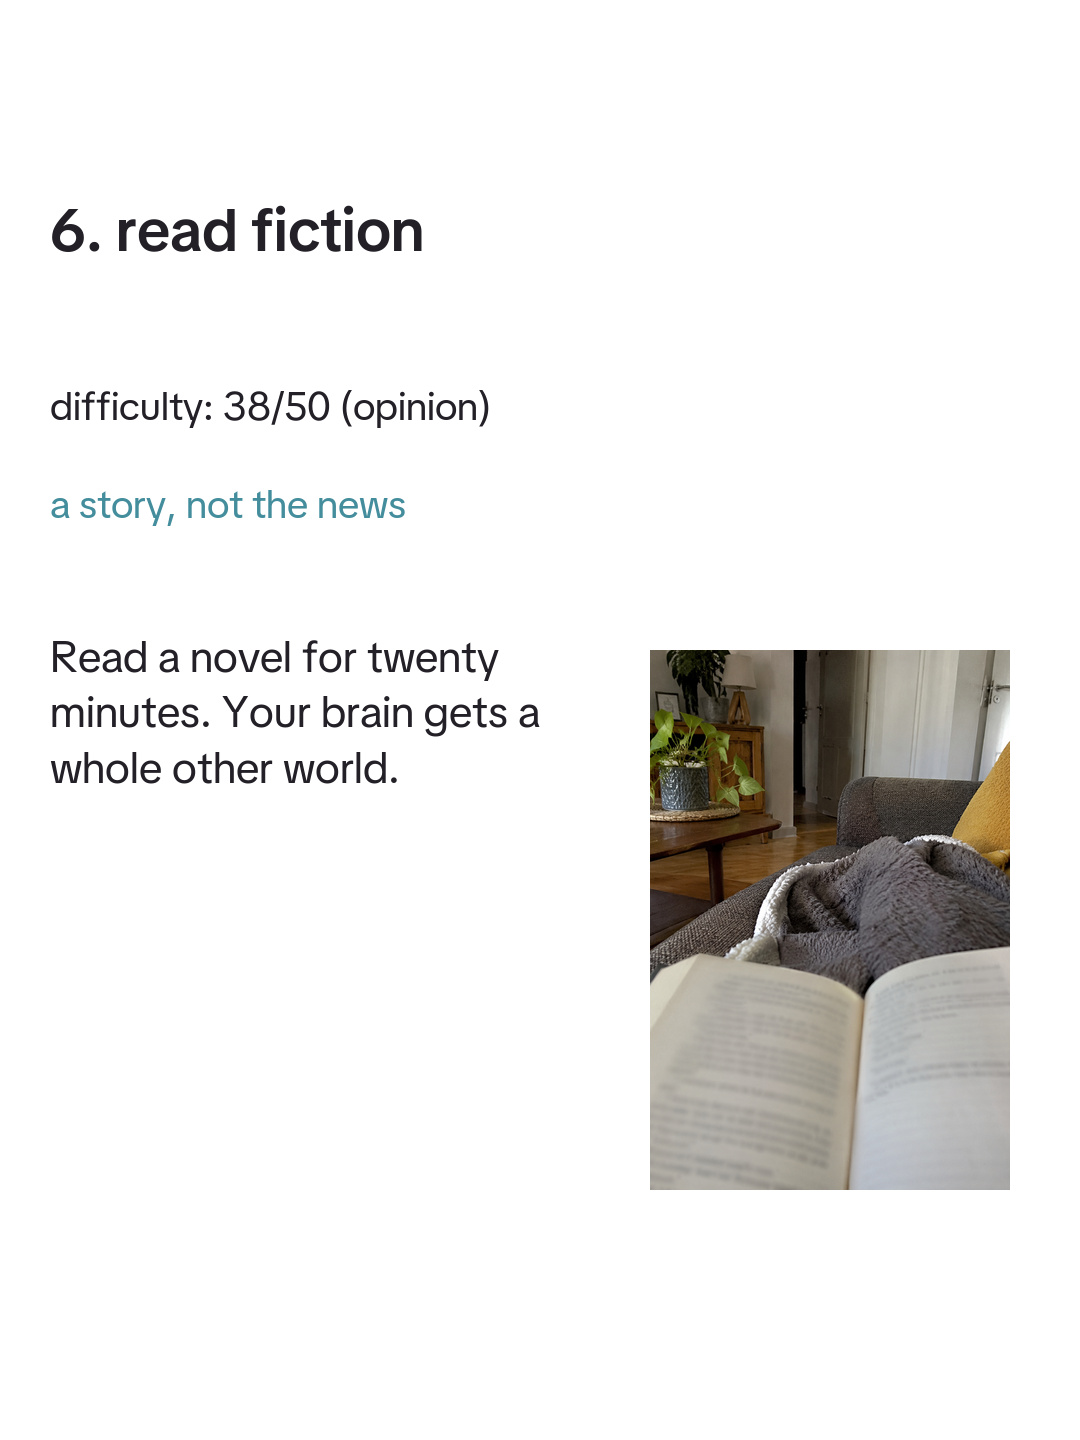 6. read fiction
difficulty: 38/50 (opinion)
a story, not the news
Read a novel for twenty
minutes. Your brain gets a
whole other world.